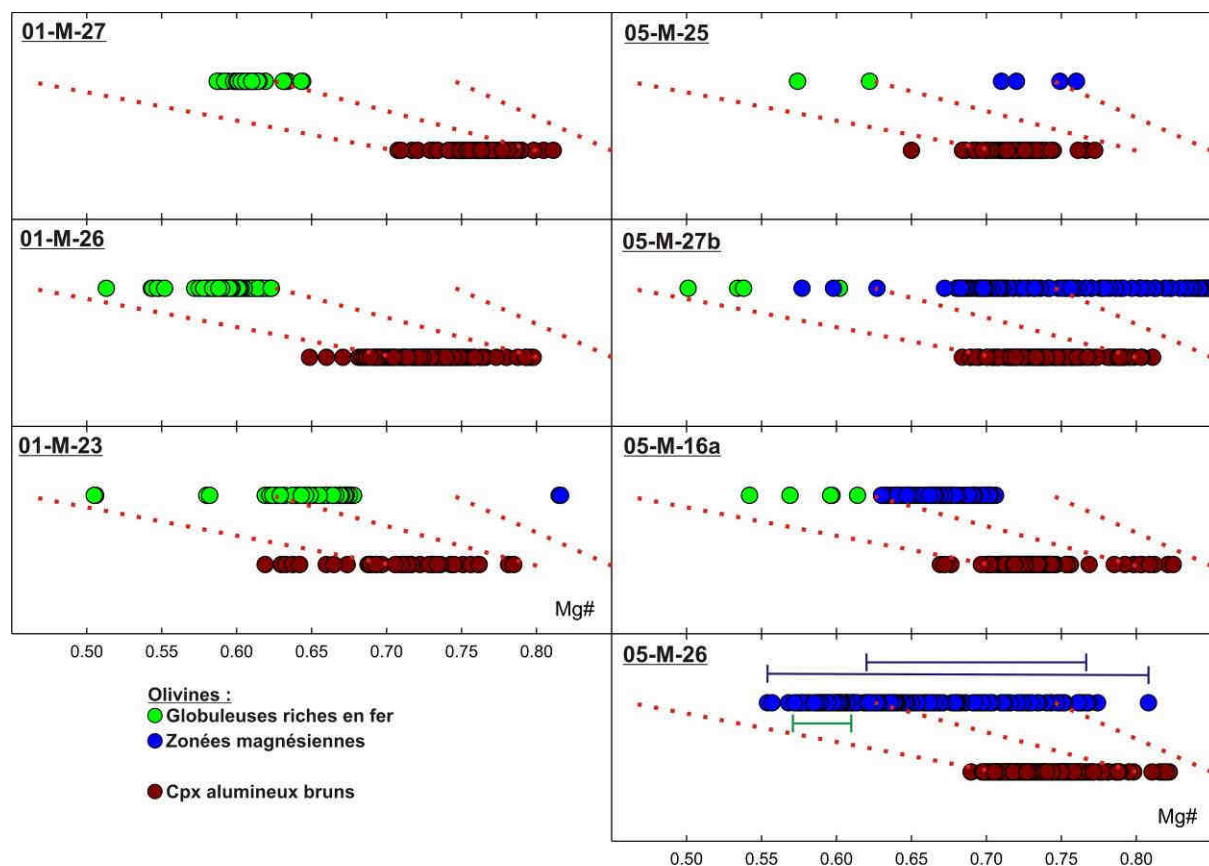 01-M-27
05-M-25
01-M-26
05-M-27b
01-M-23
05-M-16a
Mg#
0.50 0.55 0.60 0.65 0.70 0.75 0.80
05-M-26
Olivines :
Globuleuses riches en fer
Zonées magnésiennes
Cpx alumineux bruns
Mg#
0.50 0.55 0.60 0.65 0.70 0.75 0.80